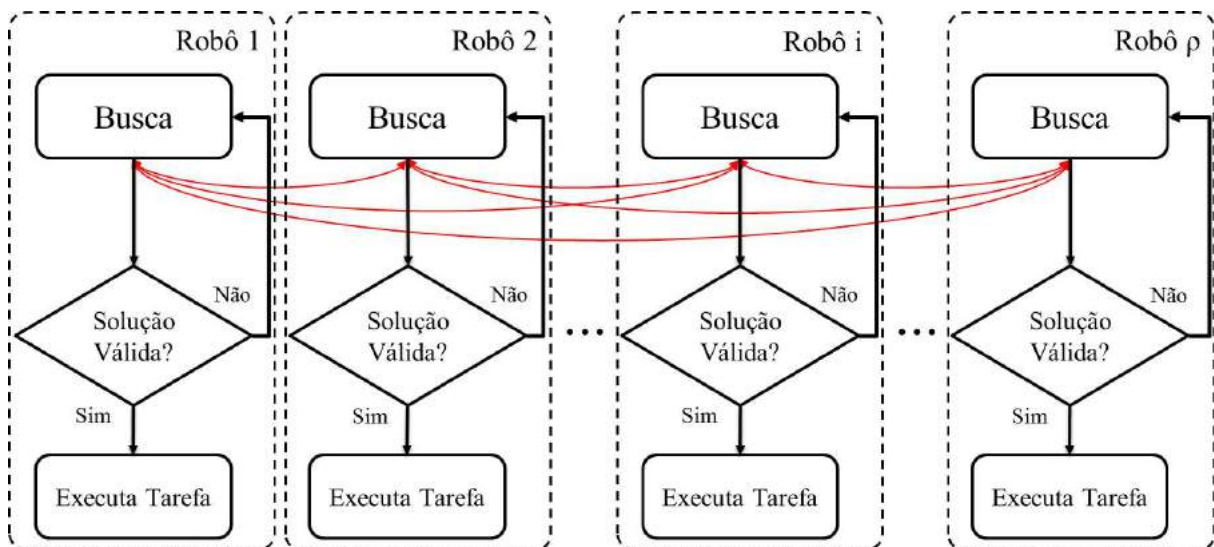 Robô 1
Robô 2
Robô i
Robô ρ
Busca
Busca
Busca
Busca
Não
Não
Não
Não
Solução
Válida?
Solução
Válida?
Solução
Válida?
Solução
Válida?
Sim
Sim
Sim
Sim
Executa Tarefa
Executa Tarefa
Executa Tarefa
Executa Tarefa